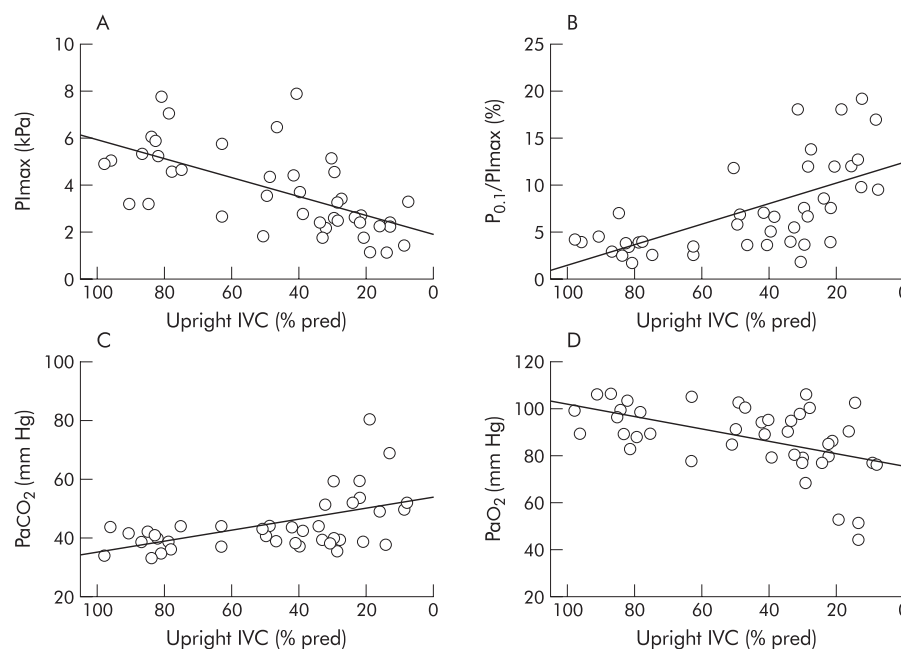 A
10
8
6
4
2
0
PImax (kPa)
100 80 60 40 20 0
Upright IVC (% pred)
B
25
20
15
10
5
0
P0.1/PImax (%)
100 80 60 40 20 0
Upright IVC (% pred)
C
100
80
60
40
20
PaCO2 (mm Hg)
100 80 60 40 20 0
Upright IVC (% pred)
D
120
100
80
60
40
20
PaO2 (mm Hg)
100 80 60 40 20 0
Upright IVC (% pred)